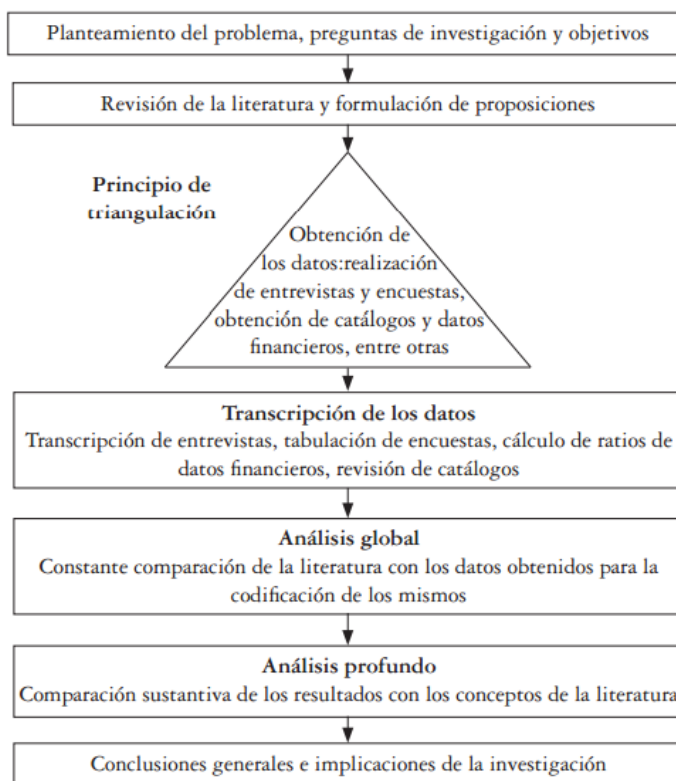 Planteamiento del problema, preguntas de investigación y objetivos
Revisión de la literatura y formulación de proposiciones
Principio de
triangulación
Obtención de
los datos:realización
de entrevistas y encuestas,
obtención de catálogos y datos
financieros, entre otras
Transcripción de los datos
Transcripción de entrevistas, tabulación de encuestas, cálculo de ratios de
datos financieros, revisión de catálogos
Análisis global
Constante comparación de la literatura con los datos obtenidos para la
codificación de los mismos
Análisis profundo
Comparación sustantiva de los resultados con los conceptos de la literatura
Conclusiones generales e implicaciones de la investigación